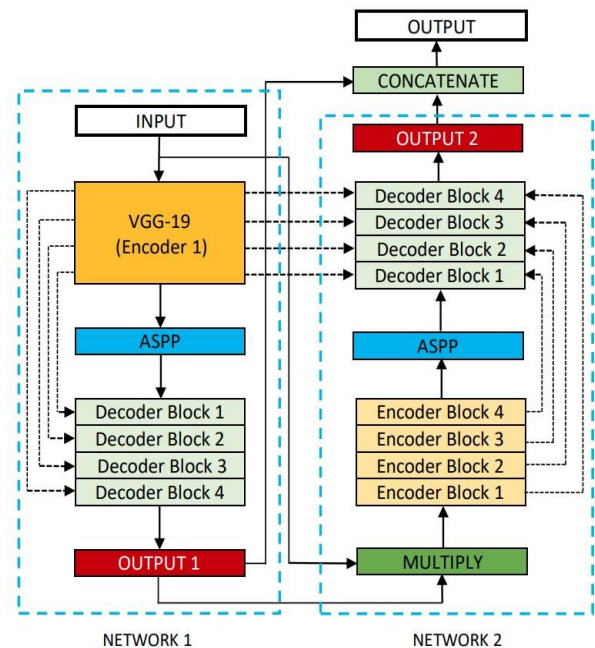 INPUT
VGG-19
(Encoder 1)
ASPP
Decoder Block 1
Decoder Block 2
Decoder Block 3
Decoder Block 4
OUTPUT 1
NETWORK 1
OUTPUT
CONCATENATE
OUTPUT 2
Decoder Block 4
Decoder Block 3
Decoder Block 2
Decoder Block 1
ASPP
Encoder Block 4
Encoder Block 3
Encoder Block 2
Encoder Block 1
MULTIPLY
NETWORK 2